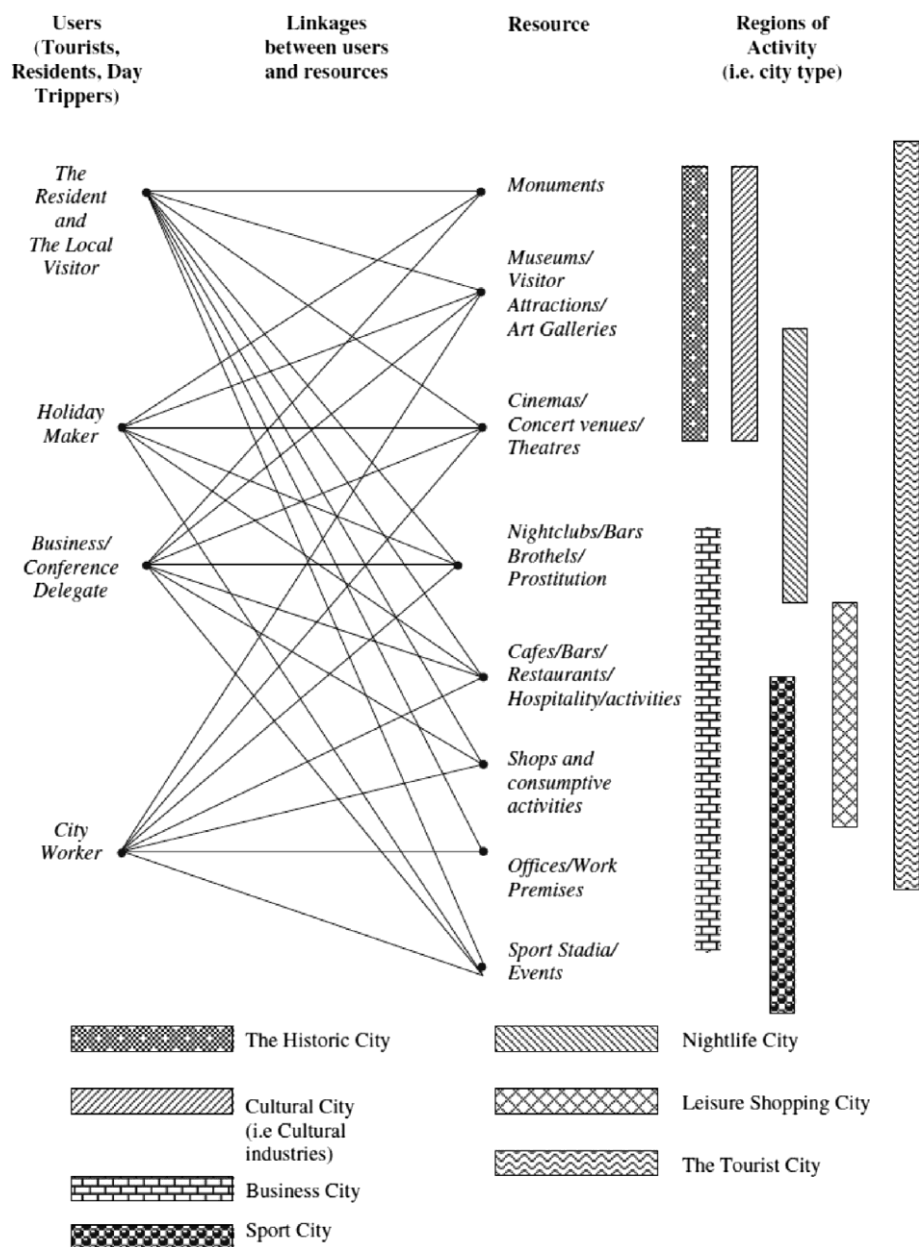 Users
(Tourists,
Residents, Day
Trippers)
Linkages
between users
and resources
Resource
Regions of
Activity
(i.e. city type)
The
Resident
and
The Local
Visitor
Holiday
Maker
Business/
Conference
Delegate
City
Worker
Monuments
Museums/
Visitor
Attractions/
Art Galleries
Cinemas/
Concert venues/
Theatres
Nightclubs/Bars
Brothels/
Prostitution
Cafes/Bars/
Restaurants/
Hospitality/activities
Shops and
consumptive
activities
Offices/Work
Premises
Sport Stadia/
Events
The Historic City
Cultural City
(i.e Cultural
industries)
Business City
Sport City
Nightlife City
Leisure Shopping City
The Tourist City